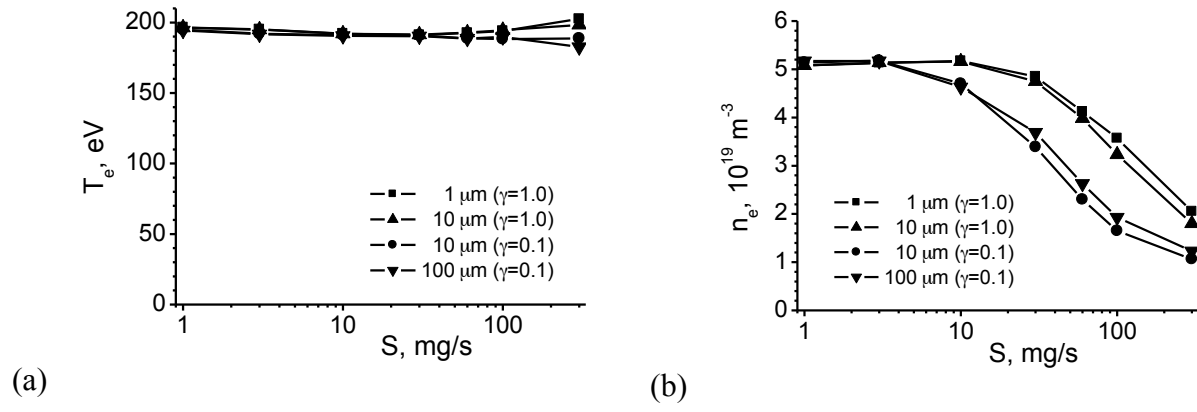 200
150
100
50
0
T_e, eV
1 μm (γ=1.0)
10 μm (γ=1.0)
10 μm (γ=0.1)
100 μm (γ=0.1)
1 10 100
S, mg/s
(a)
6
5
4
3
2
1
0
n_e, 10^19 m^-3
1 μm (γ=1.0)
10 μm (γ=1.0)
10 μm (γ=0.1)
100 μm (γ=0.1)
1 10 100
S, mg/s
(b)